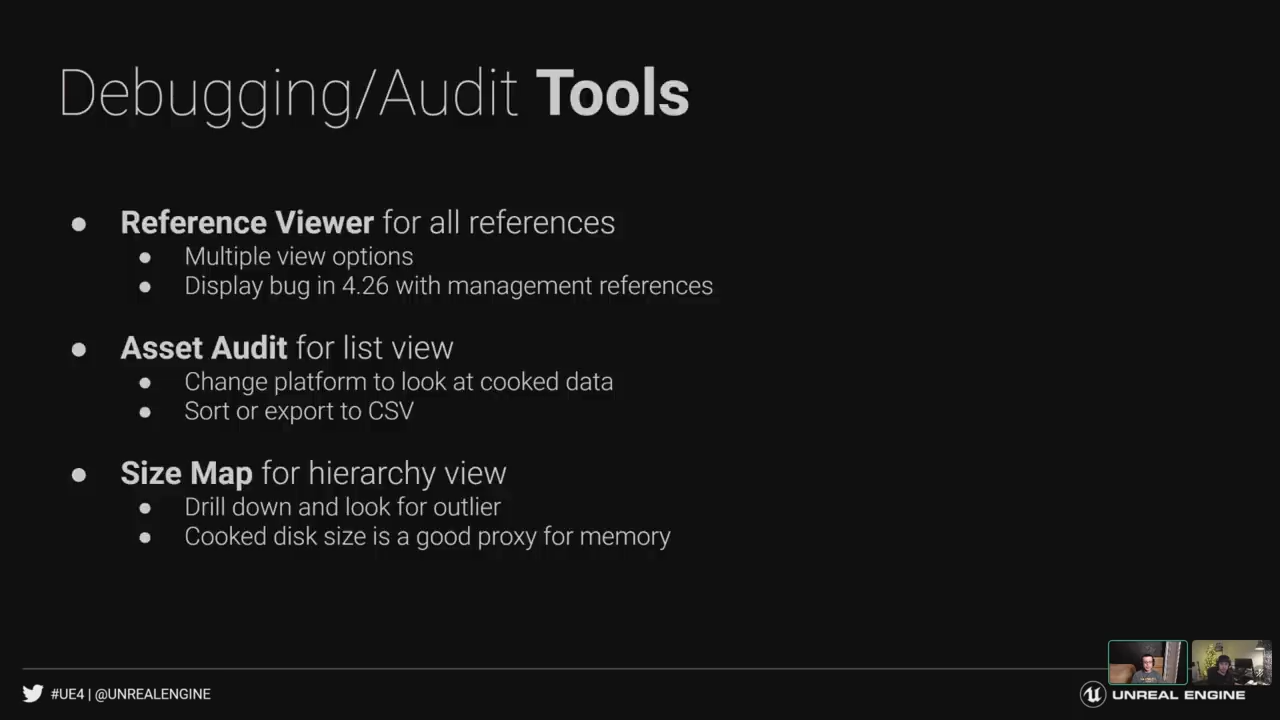 Debugging/Audit Tools
● Reference Viewer for all references
● Multiple view options
● Display bug in 4.26 with management references
● Asset Audit for list view
● Change platform to look at cooked data
● Sort or export to CSV
● Size Map for hierarchy view
● Drill down and look for outlier
● Cooked disk size is a good proxy for memory
#UE4 | @UNREALENGINE
UNREAL ENGINE